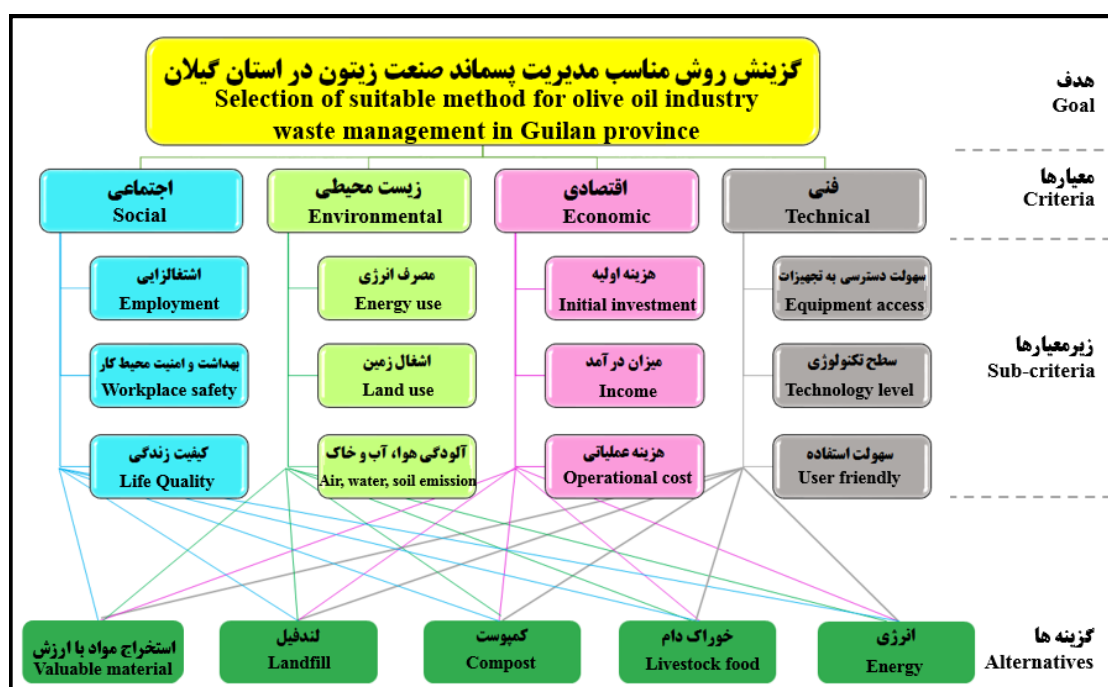 گزینش روش مناسب مدیریت پسماند صنعت زیتون در استان گیلان
Selection of suitable method for olive oil industry
waste management in Guilan province
هدف
Goal
معیارها
Criteria
اجتماعی
Social
زیست محیطی
Environmental
اقتصادی
Economic
فنی
Technical
زیرمعیارها
Sub-criteria
اشتغالزایی
Employment
مصرف انرژی
Energy use
هزینه اولیه
Initial investment
سهولت دسترسی به تجهیزات
Equipment access
بهداشت و امنیت محیط کار
Workplace safety
اشغال زمین
Land use
میزان درآمد
Income
سطح تکنولوژی
Technology level
کیفیت زندگی
Life Quality
آلودگی هوا، آب و خاک
Air, water, soil emission
هزینه عملیاتی
Operational cost
سهولت استفاده
User friendly
استخراج مواد با ارزش
Valuable material
لندفیل
Landfill
کمپوست
Compost
خوراک دام
Livestock food
انرژی
Energy
گزینه ها
Alternatives